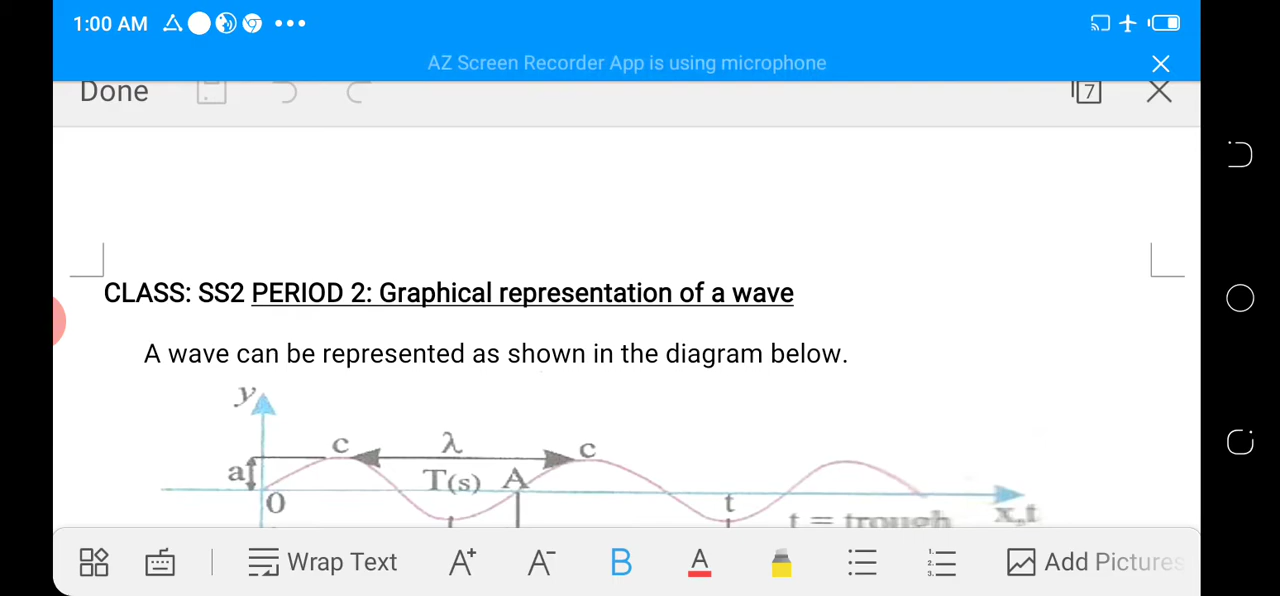 1:00 AM
AZ Screen Recorder App is using microphone
Done
7
CLASS: SS2 PERIOD 2: Graphical representation of a wave
A wave can be represented as shown in the diagram below.
y
c λ c
a T(s) A
0 t
t = trough x,t
Wrap Text A+ A- B A Add Pictures